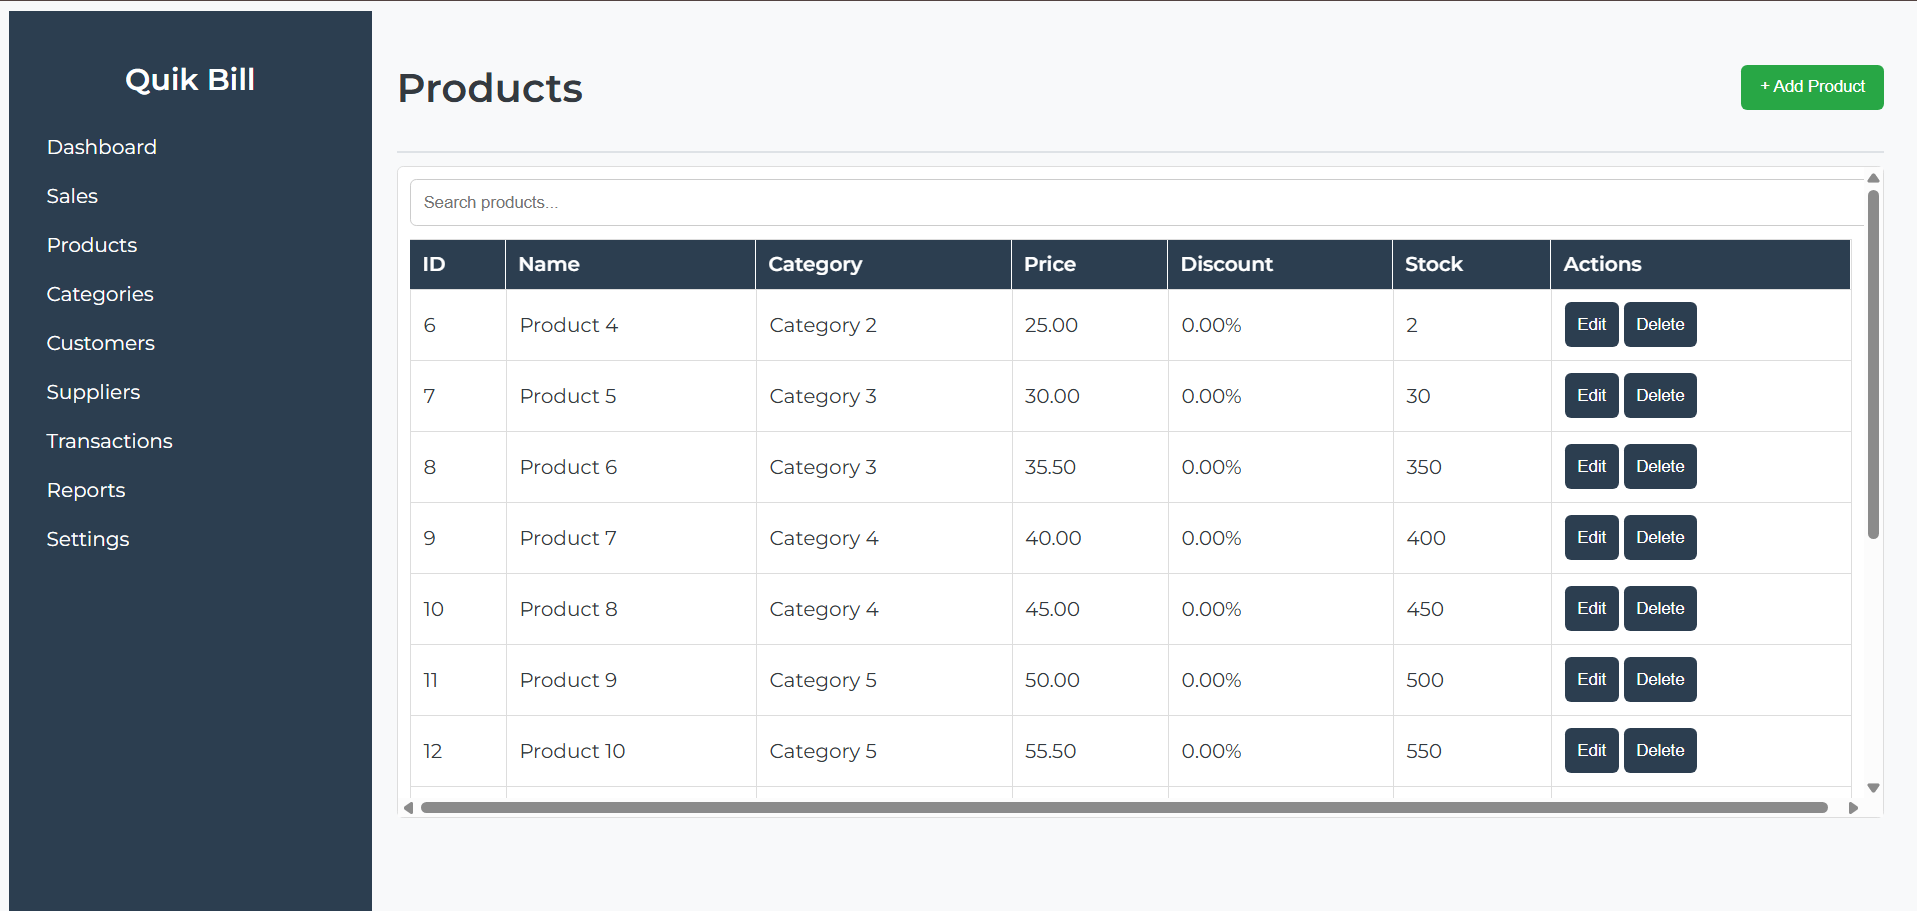 Quik Bill
Dashboard
Sales
Products
Categories
Customers
Suppliers
Transactions
Reports
Settings
Products
+ Add Product
Search products...
ID Name Category Price Discount Stock Actions
6 Product 4 Category 2 25.00 0.00% 2 Edit Delete
7 Product 5 Category 3 30.00 0.00% 30 Edit Delete
8 Product 6 Category 3 35.50 0.00% 350 Edit Delete
9 Product 7 Category 4 40.00 0.00% 400 Edit Delete
10 Product 8 Category 4 45.00 0.00% 450 Edit Delete
11 Product 9 Category 5 50.00 0.00% 500 Edit Delete
12 Product 10 Category 5 55.50 0.00% 550 Edit Delete